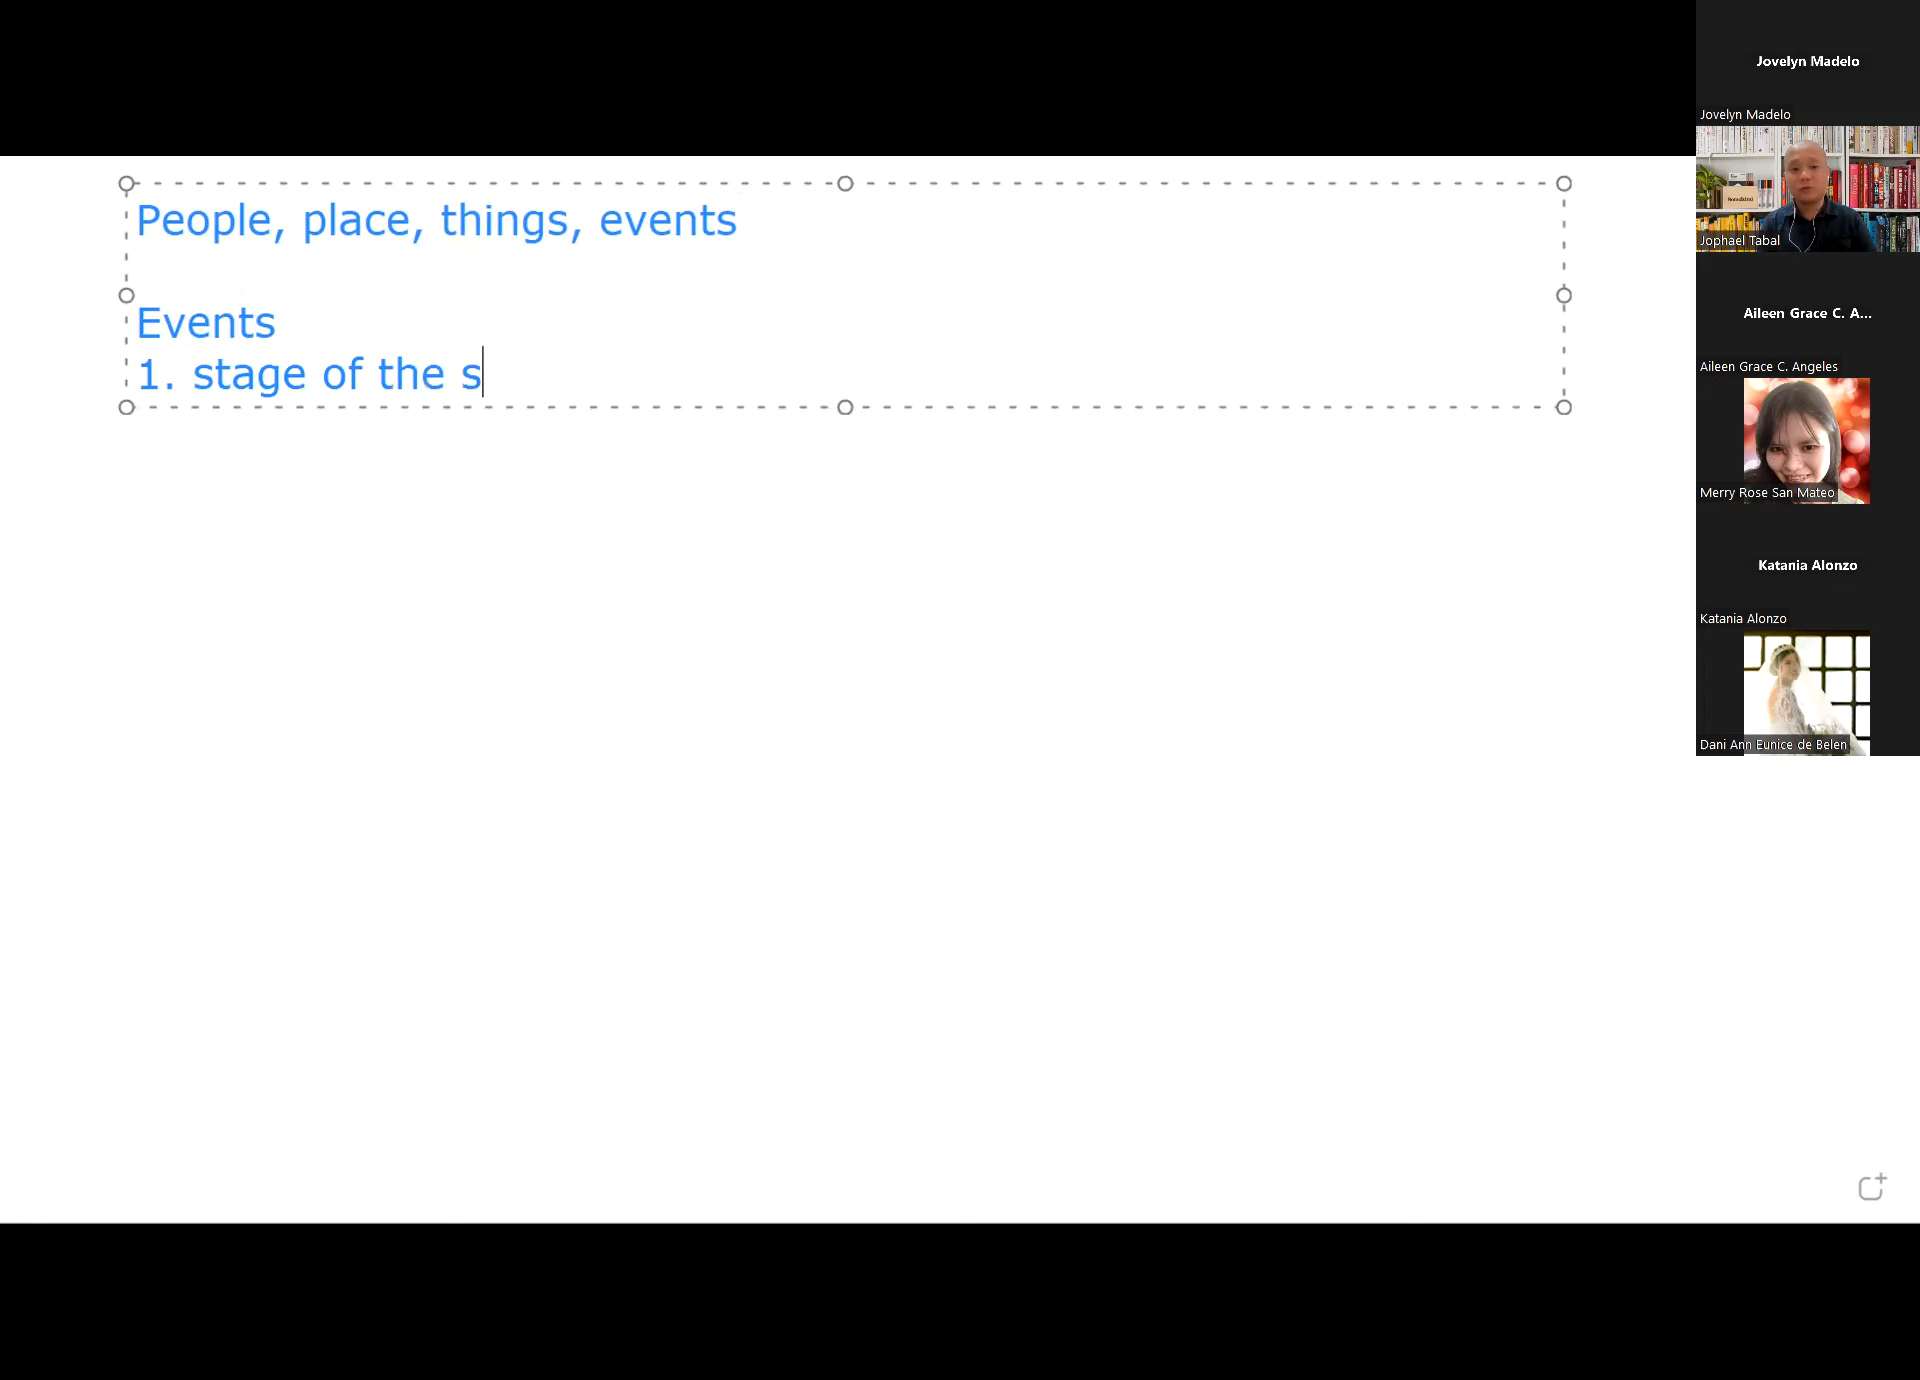 People, place, things, events
Events
1. stage of the s
Jovelyn Madelo
Jovelyn Madelo
Jophael Tabal
Aileen Grace C. A...
Aileen Grace C. Angeles
Merry Rose San Mateo
Katania Alonzo
Katania Alonzo
Dani Ann Eunice de Belen